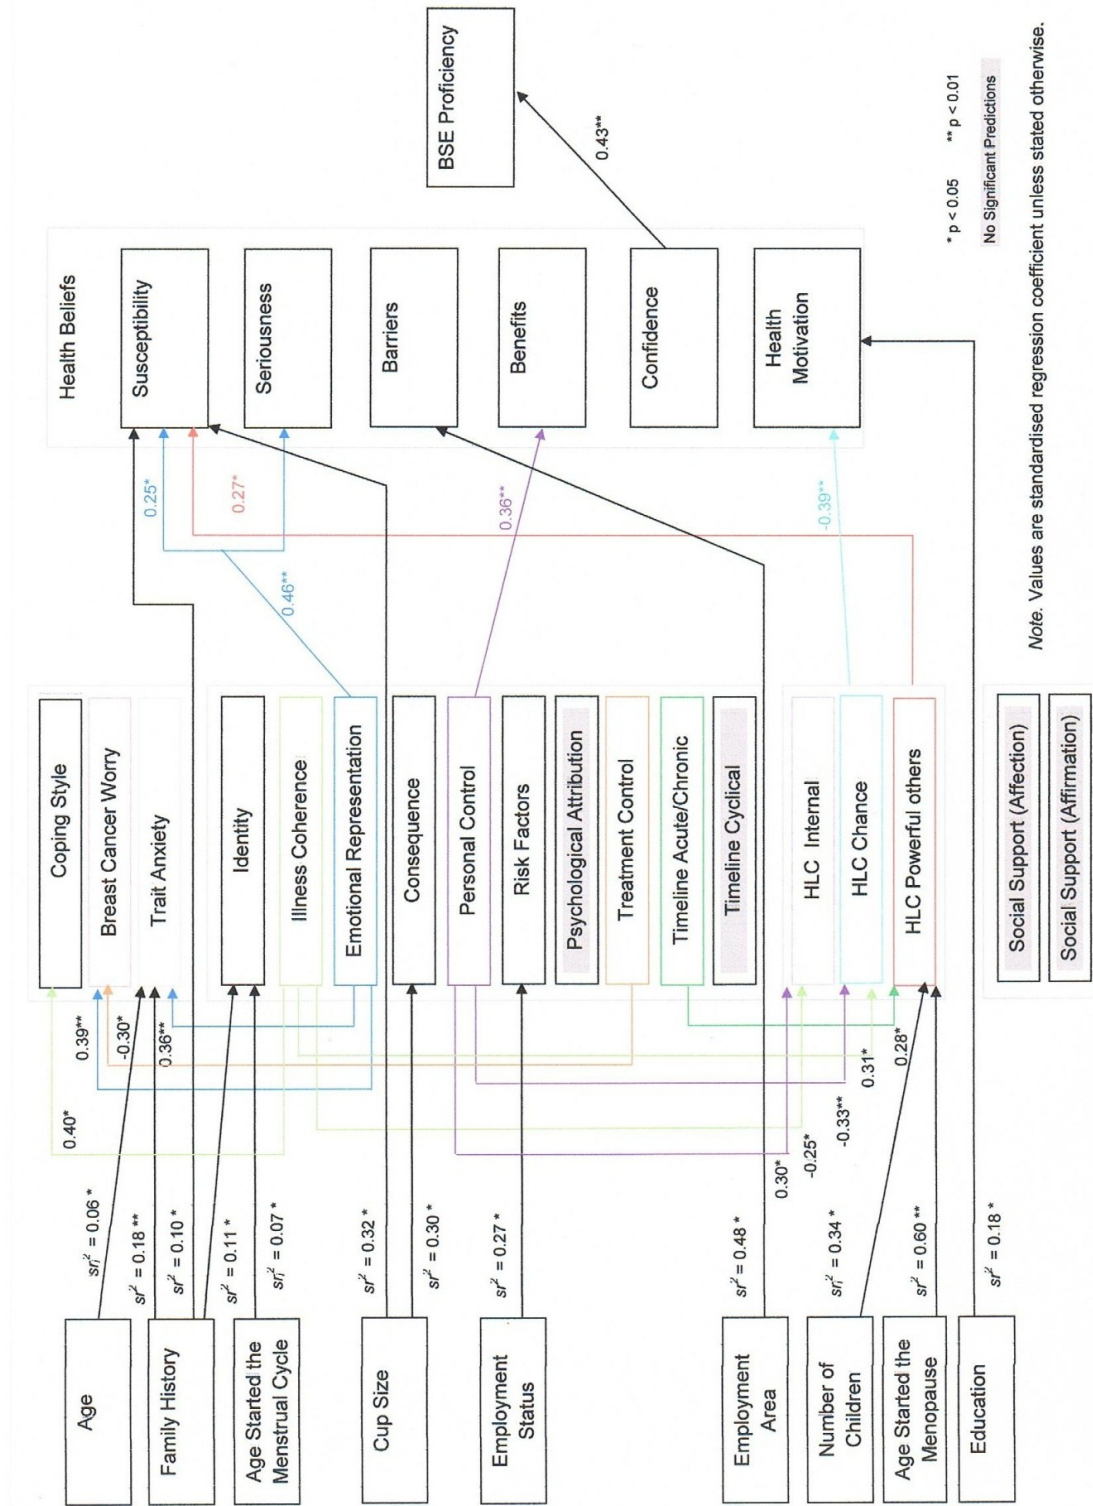 Age
Family History
Age Started the
Menstrual Cycle
Cup Size
Employment
Status
Employment
Area
Number of
Children
Age Started the
Menopause
Education
srᵢ² = 0.06 *
sr² = 0.18 **
sr² = 0.10 *
sr² = 0.11 *
srᵢ² = 0.07 *
sr² = 0.32 *
sr² = 0.30 *
sr² = 0.27 *
sr² = 0.48 *
srᵢ² = 0.34 *
sr² = 0.60 **
sr² = 0.18 *
0.40*
0.39**
-0.30*
0.36**
0.30*
-0.25*
-0.33**
0.31*
0.28*
Coping Style
Breast Cancer Worry
Trait Anxiety
Identity
Illness Coherence
Emotional Representation
Consequence
Personal Control
Risk Factors
Psychological Attribution
Treatment Control
Timeline Acute/Chronic
Timeline Cyclical
HLC Internal
HLC Chance
HLC Powerful others
Social Support (Affection)
Social Support (Affirmation)
0.46**
0.25*
0.27*
0.36**
-0.39**
Health Beliefs
Susceptibility
Seriousness
Barriers
Benefits
Confidence
Health
Motivation
0.43**
BSE Proficiency
* p < 0.05 ** p < 0.01
No Significant Predictions
Note. Values are standardised regression coefficient unless stated otherwise.